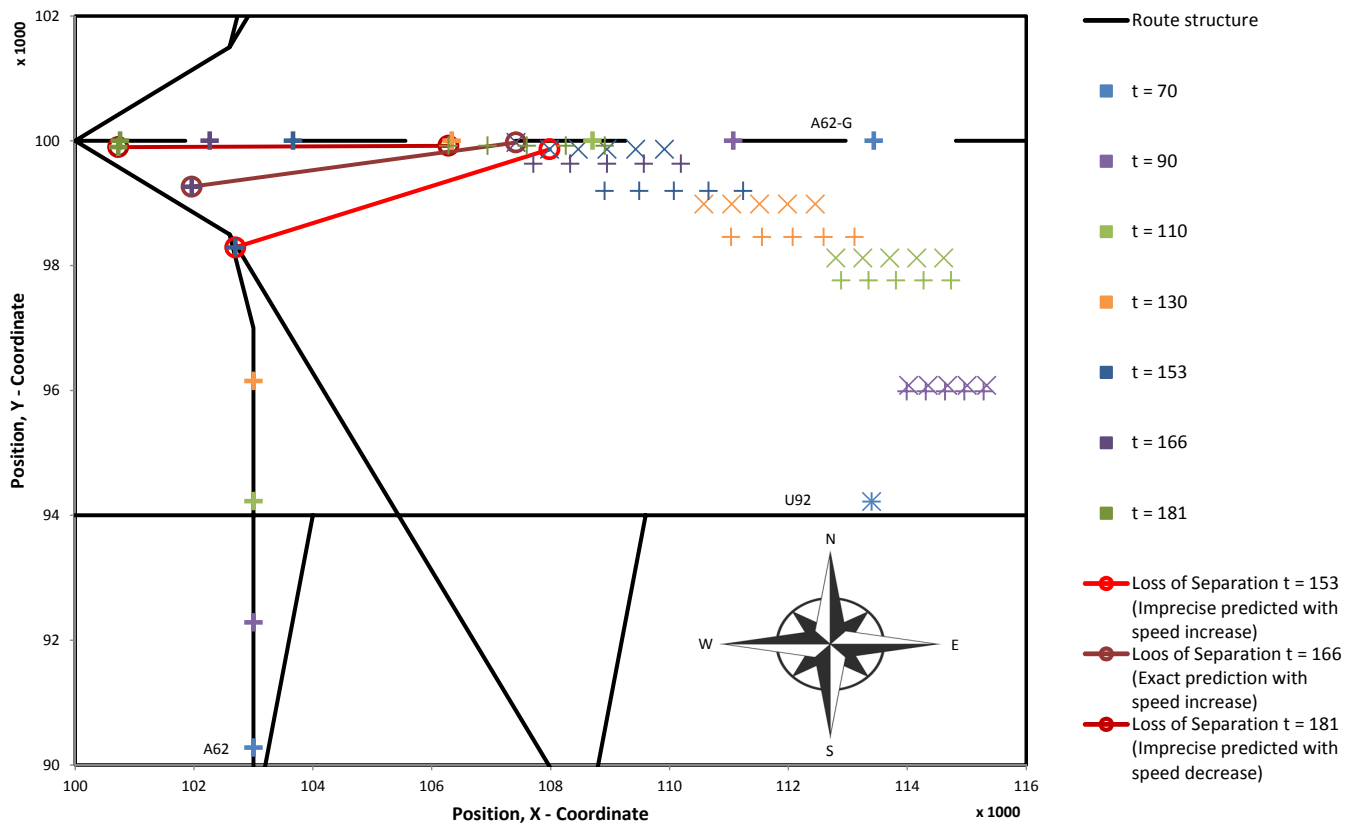 x 1000
Position, Y - Coordinate
102
100
98
96
94
92
90
100
102
104
106
108
110
112
114
116
Position, X - Coordinate
x 1000
A62-G
U92
A62
N
W
E
S
Route structure
t = 70
t = 90
t = 110
t = 130
t = 153
t = 166
t = 181
Loss of Separation t = 153
(Imprecise predicted with
speed increase)
Loos of Separation t = 166
(Exact prediction with
speed increase)
Loss of Separation t = 181
(Imprecise predicted with
speed decrease)